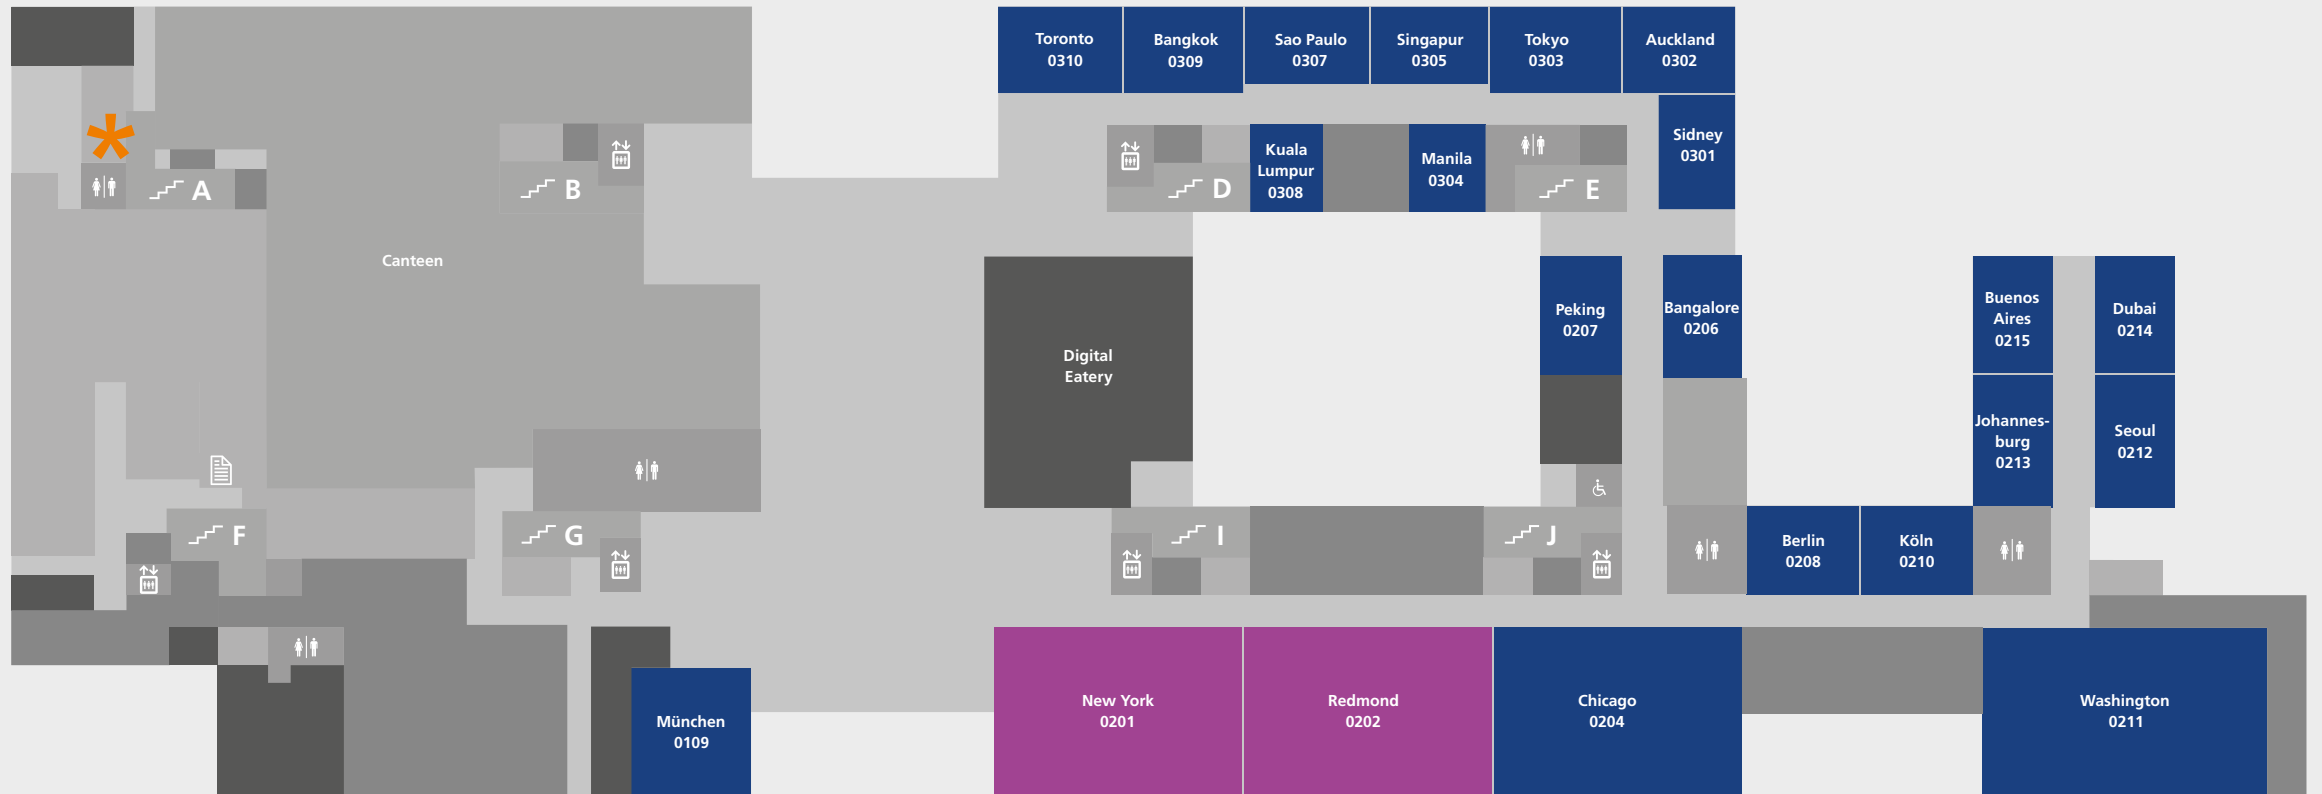 Toronto
0310
Bangkok
0309
Sao Paulo
0307
Singapur
0305
Tokyo
0303
Auckland
0302
Sidney
0301
Kuala
Lumpur
0308
Manila
0304
A
B
D
E
Canteen
Digital
Eatery
Peking
0207
Bangalore
0206
Buenos
Aires
0215
Dubai
0214
Johannes-
burg
0213
Seoul
0212
F
G
I
J
Berlin
0208
Köln
0210
München
0109
New York
0201
Redmond
0202
Chicago
0204
Washington
0211